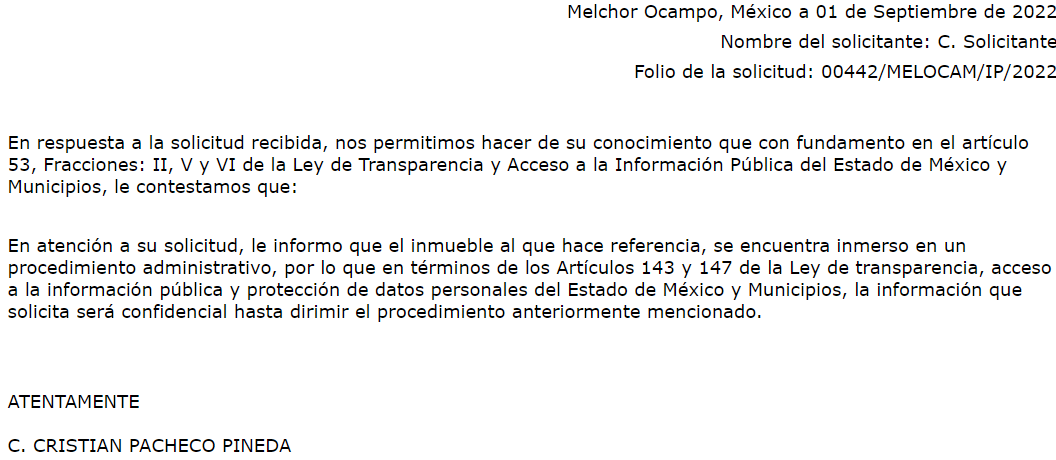 Melchor Ocampo, México a 01 de Septiembre de 2022
Nombre del solicitante: C. Solicitante
Folio de la solicitud: 00442/MELOCAM/IP/2022
En respuesta a la solicitud recibida, nos permitimos hacer de su conocimiento que con fundamento en el artículo
53, Fracciones: II, V y VI de la Ley de Transparencia y Acceso a la Información Pública del Estado de México y
Municipios, le contestamos que:
En atención a su solicitud, le informo que el inmueble al que hace referencia, se encuentra inmerso en un
procedimiento administrativo, por lo que en términos de los Artículos 143 y 147 de la Ley de transparencia, acceso
a la información pública y protección de datos personales del Estado de México y Municipios, la información que
solicita será confidencial hasta dirimir el procedimiento anteriormente mencionado.
ATENTAMENTE
C. CRISTIAN PACHECO PINEDA